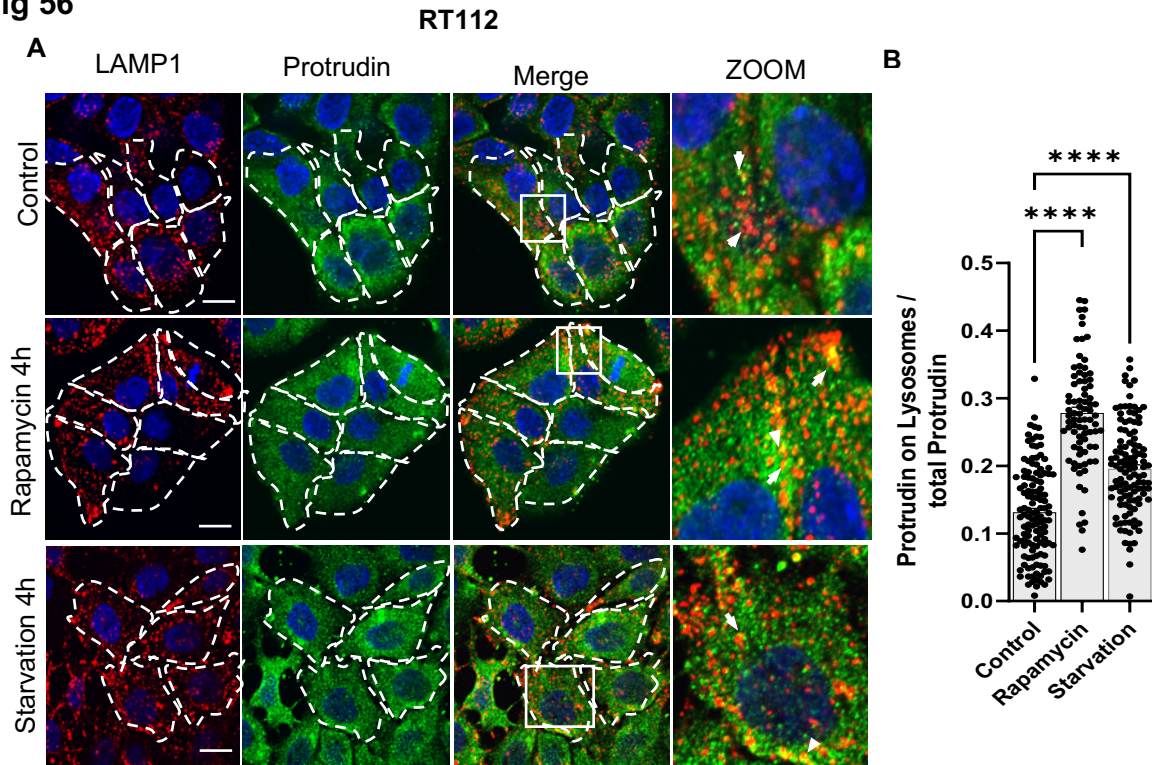 ig 56
RT112
A
LAMP1
Protrudin
Merge
ZOOM
Control
Rapamycin 4h
Starvation 4h
B
****
****
Protrudin on Lysosomes /
total Protrudin
0.5
0.4
0.3
0.2
0.1
0.0
Control
Rapamycin
Starvation